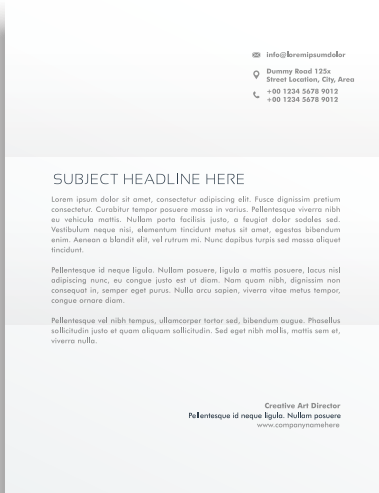 info@loremipsumdolor
Dummy Road 125x
Street Location, City, Area
+00 1234 5678 9012
+00 1234 5678 9012
SUBJECT HEADLINE HERE
Lorem ipsum dolor sit amet, consectetur adipiscing elit. Fusce dignissim pretium
consectetur. Curabitur tempor posuere massa in varius. Pellentesque viverra nibh
eu vehicula mattis. Nullam porta facilisis justo, a feugiat dolor sodales sed.
Vestibulum neque nisi, elementum tincidunt metus sit amet, egestas bibendum
enim. Aenean a blandit elit, vel rutrum mi. Nunc dapibus turpis sed massa aliquet
tincidunt.
Pellentesque id neque ligula. Nullam posuere, ligula a mattis posuere, lacus nisl
adipiscing nunc, eu congue justo est ut diam. Nam quam nibh, dignissim non
consequat in, semper eget purus. Nulla arcu sapien, viverra vitae metus tempor,
congue ornare diam.
Pellentesque vel nibh tempus, ullamcorper tortor sed, bibendum augue. Phasellus
sollicitudin justo et quam aliquam sollicitudin. Sed eget nibh mollis, mattis sem et,
viverra nulla.
Creative Art Director
Pellentesque id neque ligula. Nullam posuere
www.companynamehere